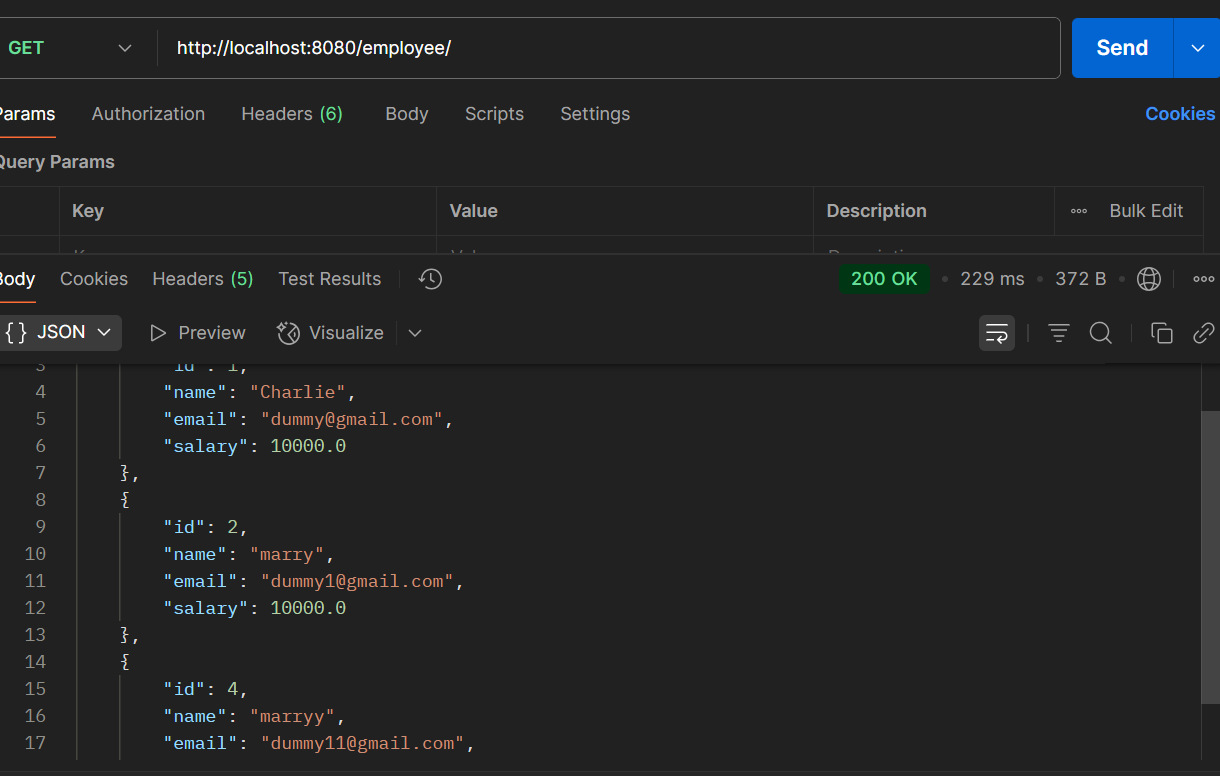 GET http://localhost:8080/employee/ Send
Params Authorization Headers (6) Body Scripts Settings Cookies
Query Params
Key Value Description Bulk Edit
Body Cookies Headers (5) Test Results 200 OK 229 ms 372 B
{} JSON Preview Visualize
3 "id": 1,
4 "name": "Charlie",
5 "email": "dummy@gmail.com",
6 "salary": 10000.0
7 },
8 {
9 "id": 2,
10 "name": "marry",
11 "email": "dummy1@gmail.com",
12 "salary": 10000.0
13 },
14 {
15 "id": 4,
16 "name": "marryy",
17 "email": "dummy11@gmail.com",